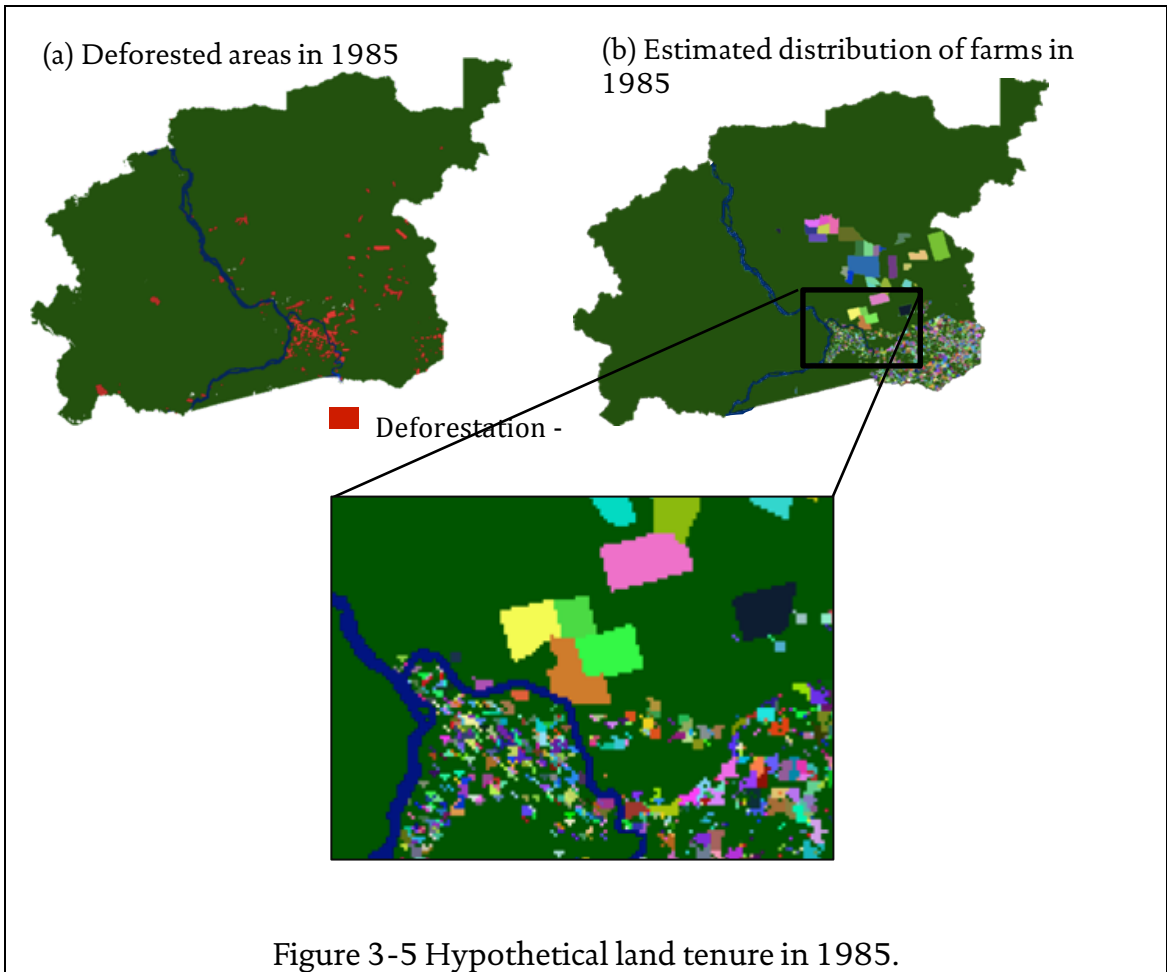 (a) Deforested areas in 1985
(b) Estimated distribution of farms in
1985
Deforestation -
Figure 3-5 Hypothetical land tenure in 1985.